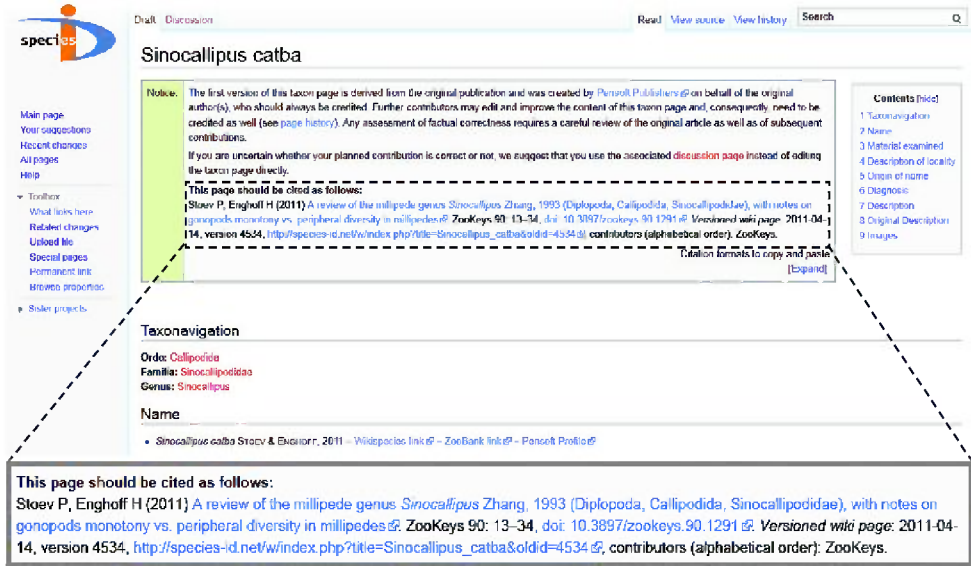 species
Draft Discussion
Read View source View history Search
Sinocallipus catba
Main page
Your suggestions
Recent changes
All pages
Help
Toolbox
What links here
Related changes
Upload file
Special pages
Permanent link
Browse properties
Sister projects
Notice:
The first version of this taxon page is derived from the original publication and was created by Pensoft Publishers on behalf of the original
author(s), who should always be credited. Further contributors may edit and improve the content of this taxon page and, consequently, need to be
credited as well (see page history). Any assessment of factual correctness requires a careful review of the original article as well as of subsequent
contributions.
If you are uncertain whether your planned contribution is correct or not, we suggest that you use the associated discussion page instead of editing
the taxon page directly.
This page should be cited as follows:
Stoev P, Enghoff H (2011) A review of the millipede genus Sinocallipus Zhang, 1993 (Diplopoda, Callipodida, Sinocallipodidae), with notes on
gonopods monotony vs. peripheral diversity in millipedes ZooKeys 90: 13–34, doi: 10.3897/zookeys.90.1291 Versioned wiki page: 2011-04-
14, version 4534, http://species-id.net/w/index.php?title=Sinocallipus_catba&oldid=4534, contributors (alphabetical order): ZooKeys.
Citation formats to copy and paste
[Expand]
Contents [hide]
1 Taxonavigation
2 Name
3 Material examined
4 Description of locality
5 Origin of name
6 Diagnosis
7 Description
8 Original Description
9 Images
Taxonavigation
Ordo: Callipodida
Familia: Sinocallipodidae
Genus: Sinocallipus
Name
Sinocallipus catba Stoev & Enghoff, 2011 – Wikispecies link – ZooBank link – Pensoft Profile
This page should be cited as follows:
Stoev P, Enghoff H (2011) A review of the millipede genus Sinocallipus Zhang, 1993 (Diplopoda, Callipodida, Sinocallipodidae), with notes on
gonopods monotony vs. peripheral diversity in millipedes. ZooKeys 90: 13–34, doi: 10.3897/zookeys.90.1291. Versioned wiki page: 2011-04-
14, version 4534, http://species-id.net/w/index.php?title=Sinocallipus_catba&oldid=4534, contributors (alphabetical order): ZooKeys.